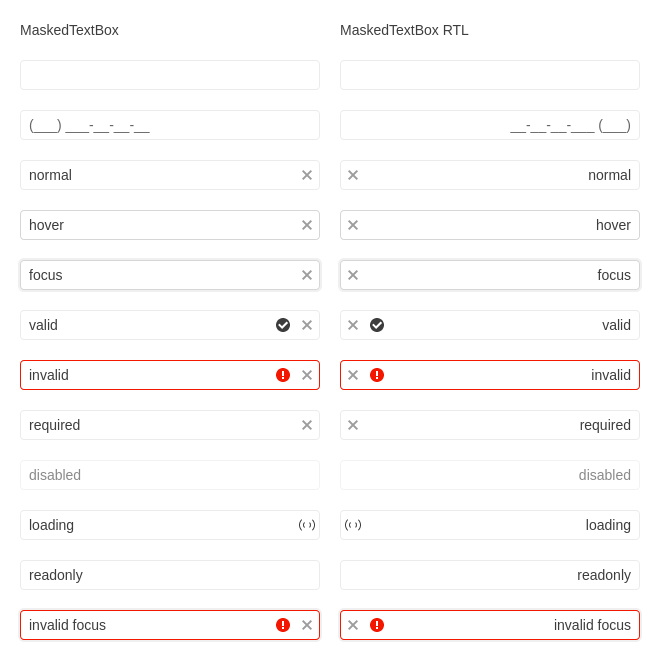 MaskedTextBox
MaskedTextBox RTL
(___) ___-__-__-__
__-__-__-___ (___)
normal
normal
hover
hover
focus
focus
valid
valid
invalid
invalid
required
required
disabled
disabled
loading
loading
readonly
readonly
invalid focus
invalid focus